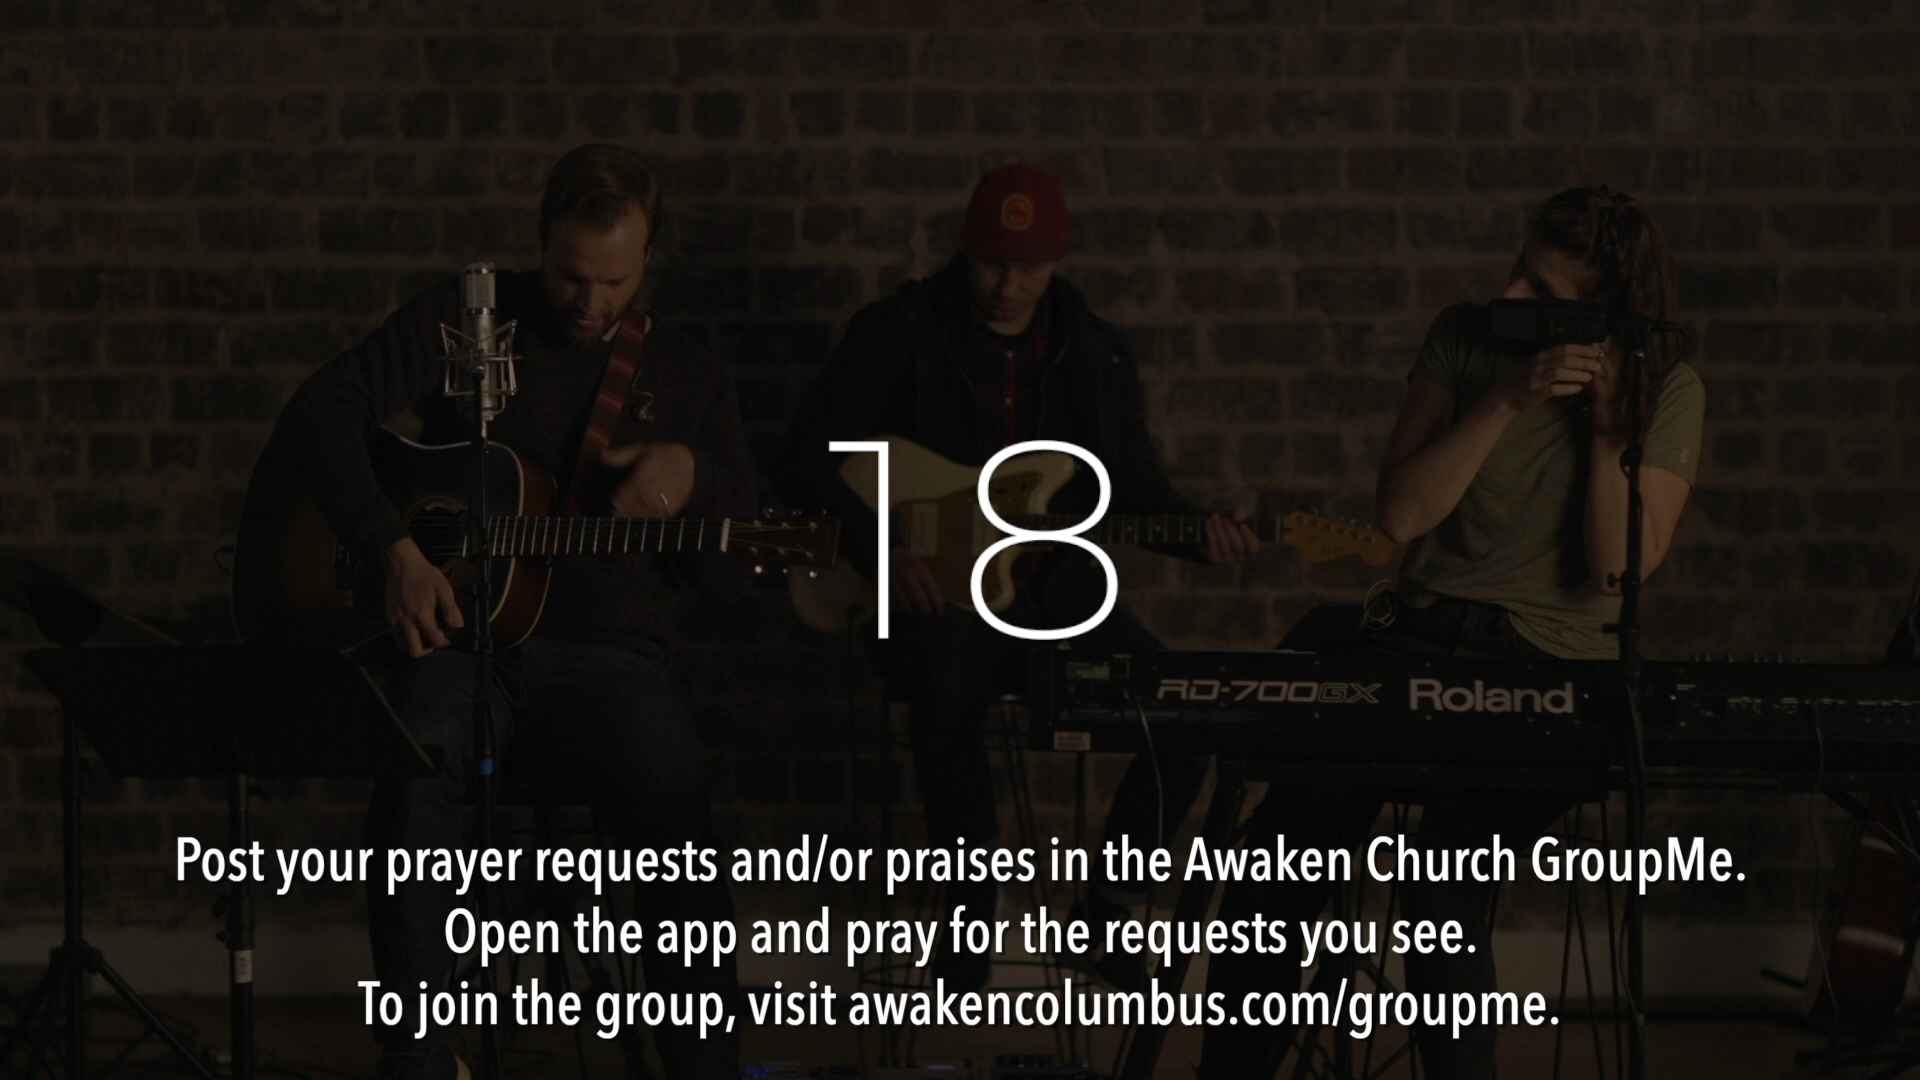 18
RD-700GX Roland
Post your prayer requests and/or praises in the Awaken Church GroupMe.
Open the app and pray for the requests you see.
To join the group, visit awakencolumbus.com/groupme.